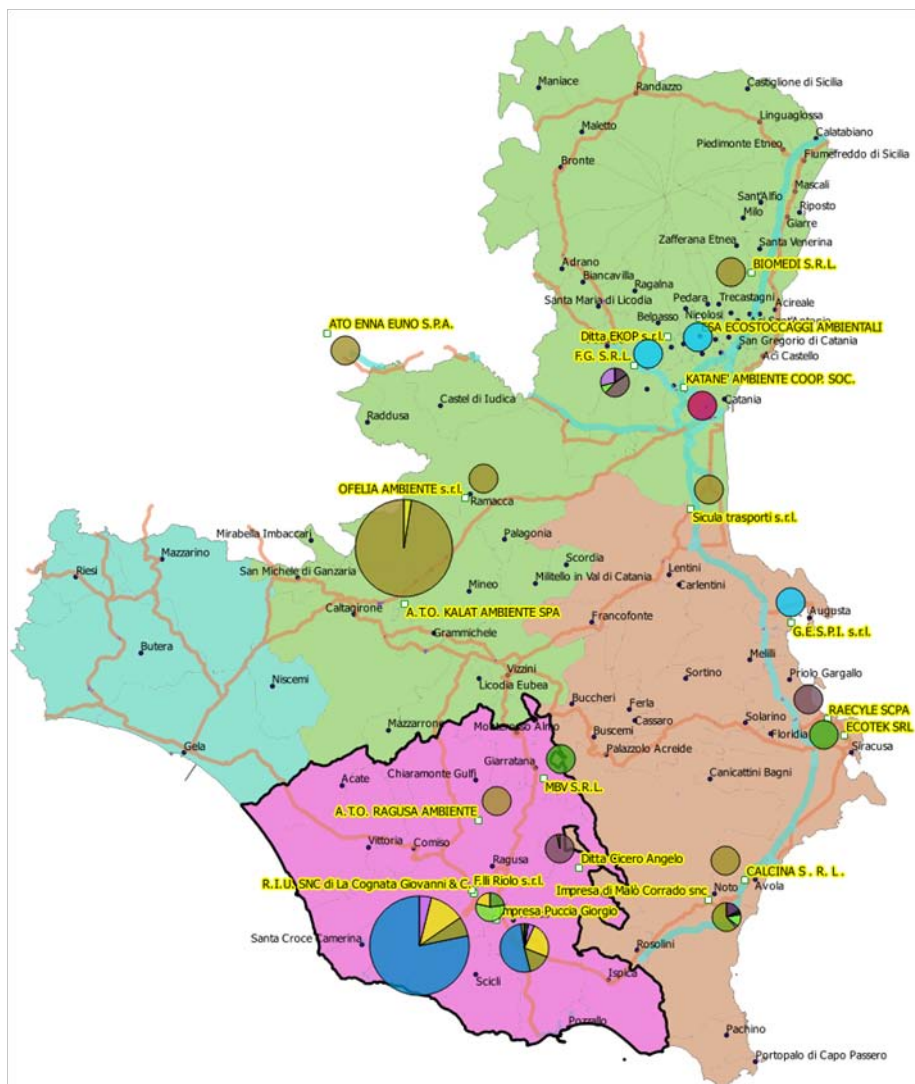 Maniace
Castiglione di Sicilia
Randazzo
Linguaglossa
Maletto
Calatabiano
Piedimonte Etneo
Fiumefreddo di Sicilia
Bronte
Mascali
Sant'Alfio
Riposto
Milo
Giarre
Zafferana Etnea
Santa Venerina
Adrano
BIOMEDI S.R.L.
Biancavilla
Ragalna
Santa Maria di Licodia
Pedara
Trecastagni
Acireale
Nicolosi
Belpasso
ATO ENNA EUNO S.P.A.
Ditta EKOP s.r.l.
ECOSTOCCAGGI AMBIENTALI
San Gregorio di Catania
F.G. S.R.L.
Aci Castello
KATANE' AMBIENTE COOP. SOC.
Castel di Iudica
Catania
Raddusa
OFELIA AMBIENTE s.r.l.
Ramacca
Sicula trasporti s.r.l.
Mirabella Imbaccari
Palagonia
Mazzarino
Scordia
Riesi
San Michele di Ganzaria
Mineo
Militello in Val di Catania
Lentini
Carlentini
Caltagirone
A.T.O. KALAT AMBIENTE SPA
Augusta
Francofonte
G.E.S.P.I. s.r.l.
Grammichele
Butera
Melilli
Vizzini
Sortino
Priolo Gargallo
Niscemi
Licodia Eubea
Buccheri
Ferla
RAECYLE SCPA
Mazzarrone
Monterosso Almo
Cassaro
Solarino
ECOTEK SRL
Buscemi
Floridia
Gela
Palazzolo Acreide
Siracusa
Giarratana
Acate
Chiaramonte Gulfi
MBV S.R.L.
Canicattini Bagni
A.T.O. RAGUSA AMBIENTE
Vittoria
Comiso
Ragusa
Ditta Cicero Angelo
CALCINA S . R . L .
R.I.U. SNC di La Cognata Giovanni & C.
F.lli Riolo s.r.l.
Impresa di Malò Corrado snc
Noto
Avola
Impresa Puccia Giorgio
Santa Croce Camerina
Rosolini
Scicli
Ispica
Pozzallo
Pachino
Portopalo di Capo Passero